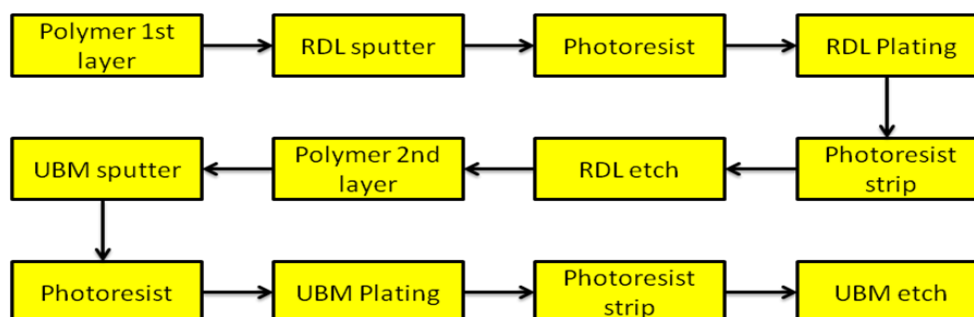 Polymer 1st
layer
RDL sputter
Photoresist
RDL Plating
UBM sputter
Polymer 2nd
layer
RDL etch
Photoresist
strip
Photoresist
UBM Plating
Photoresist
strip
UBM etch